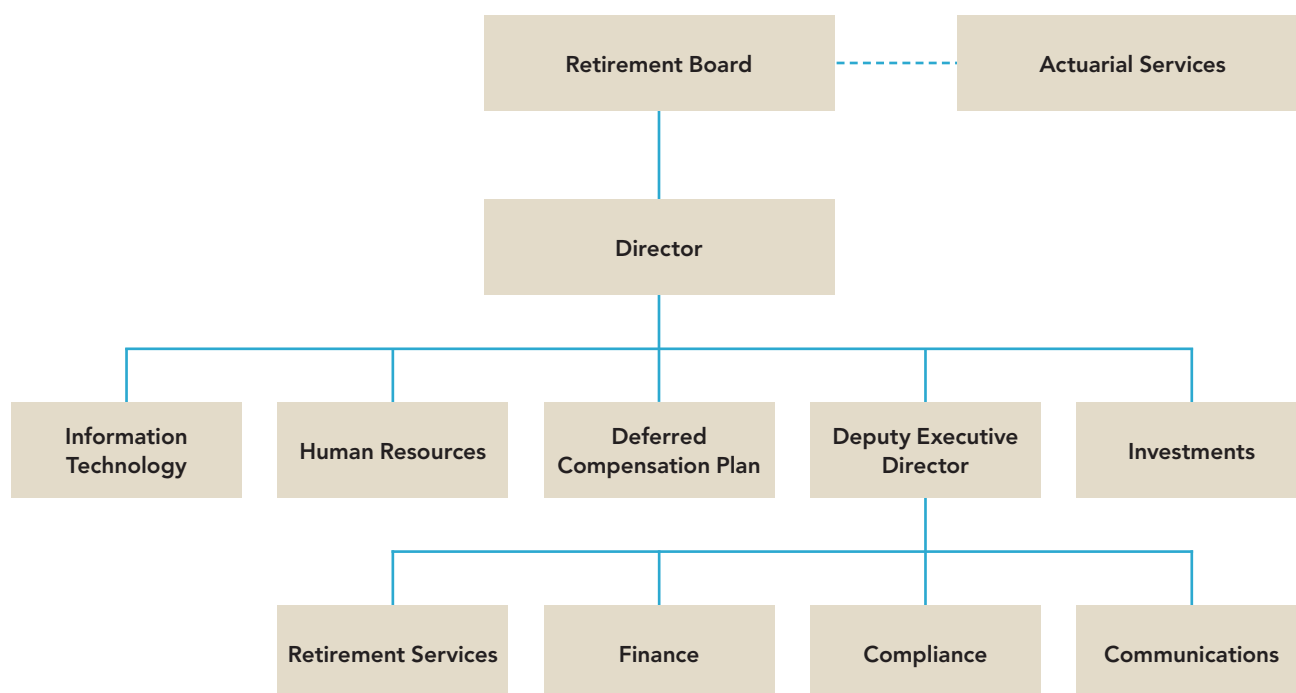 Retirement Board
Actuarial Services
Director
Information
Technology
Human Resources
Deferred
Compensation Plan
Deputy Executive
Director
Investments
Retirement Services
Finance
Compliance
Communications